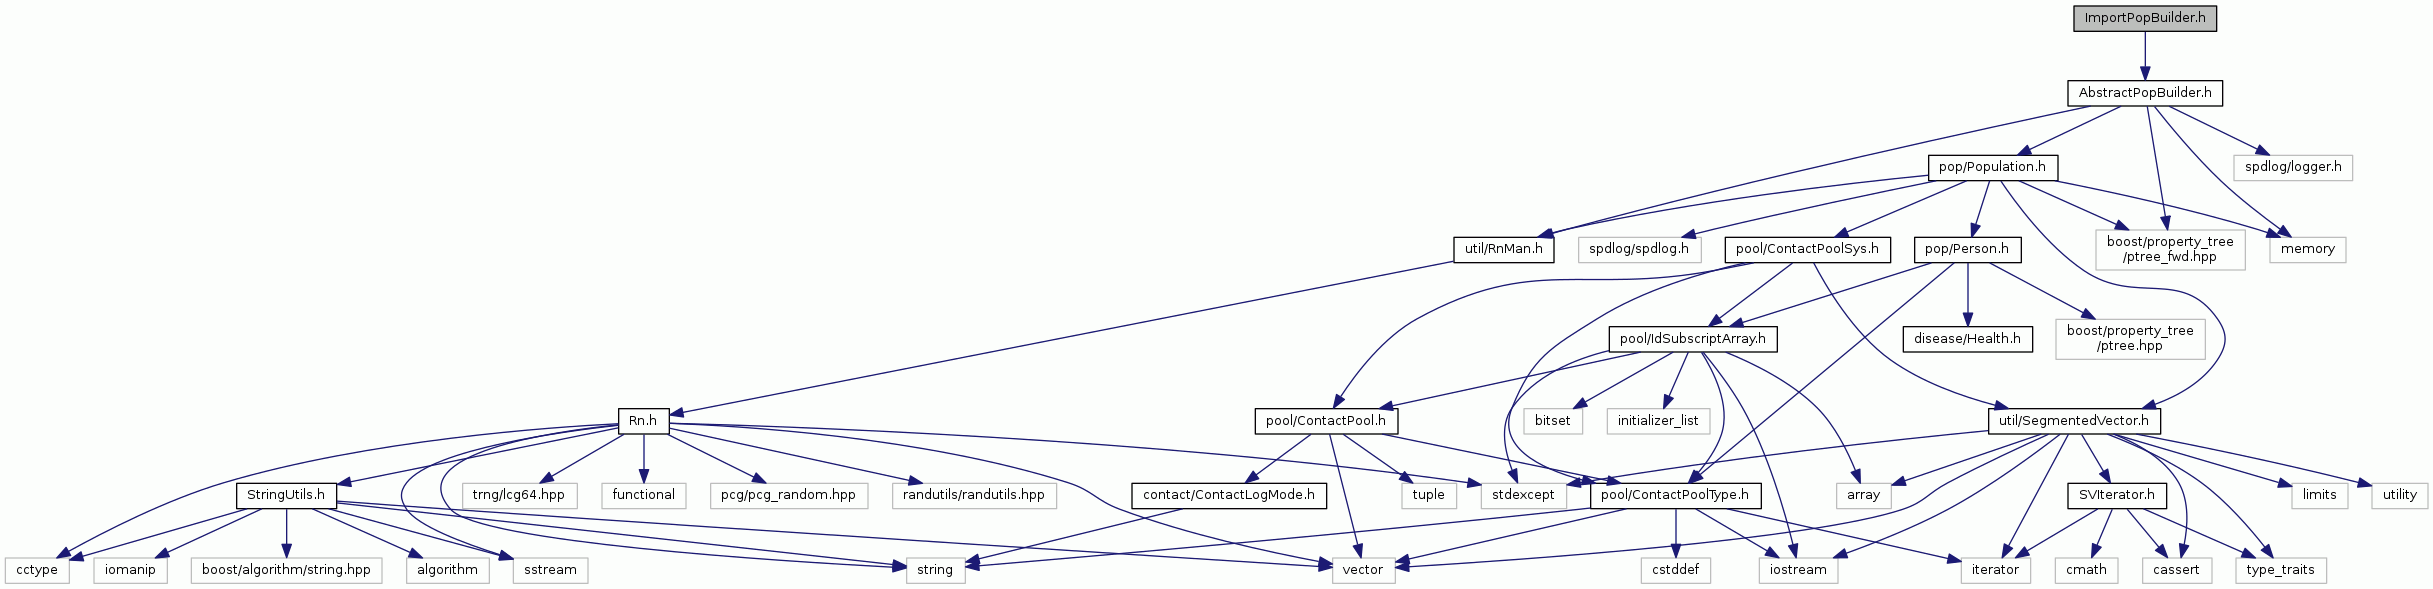 ImportPopBuilder.h
AbstractPopBuilder.h
pop/Population.h
spdlog/logger.h
util/RnMan.h
spdlog/spdlog.h
pool/ContactPoolSys.h
pop/Person.h
boost/property_tree
/ptree_fwd.hpp
memory
pool/IdSubscriptArray.h
disease/Health.h
boost/property_tree
/ptree.hpp
Rn.h
pool/ContactPool.h
bitset
initializer_list
util/SegmentedVector.h
StringUtils.h
trng/lcg64.hpp
functional
pcg/pcg_random.hpp
randutils/randutils.hpp
contact/ContactLogMode.h
tuple
stdexcept
pool/ContactPoolType.h
array
SVIterator.h
limits
utility
cctype
iomanip
boost/algorithm/string.hpp
algorithm
sstream
string
vector
cstddef
iostream
iterator
cmath
cassert
type_traits